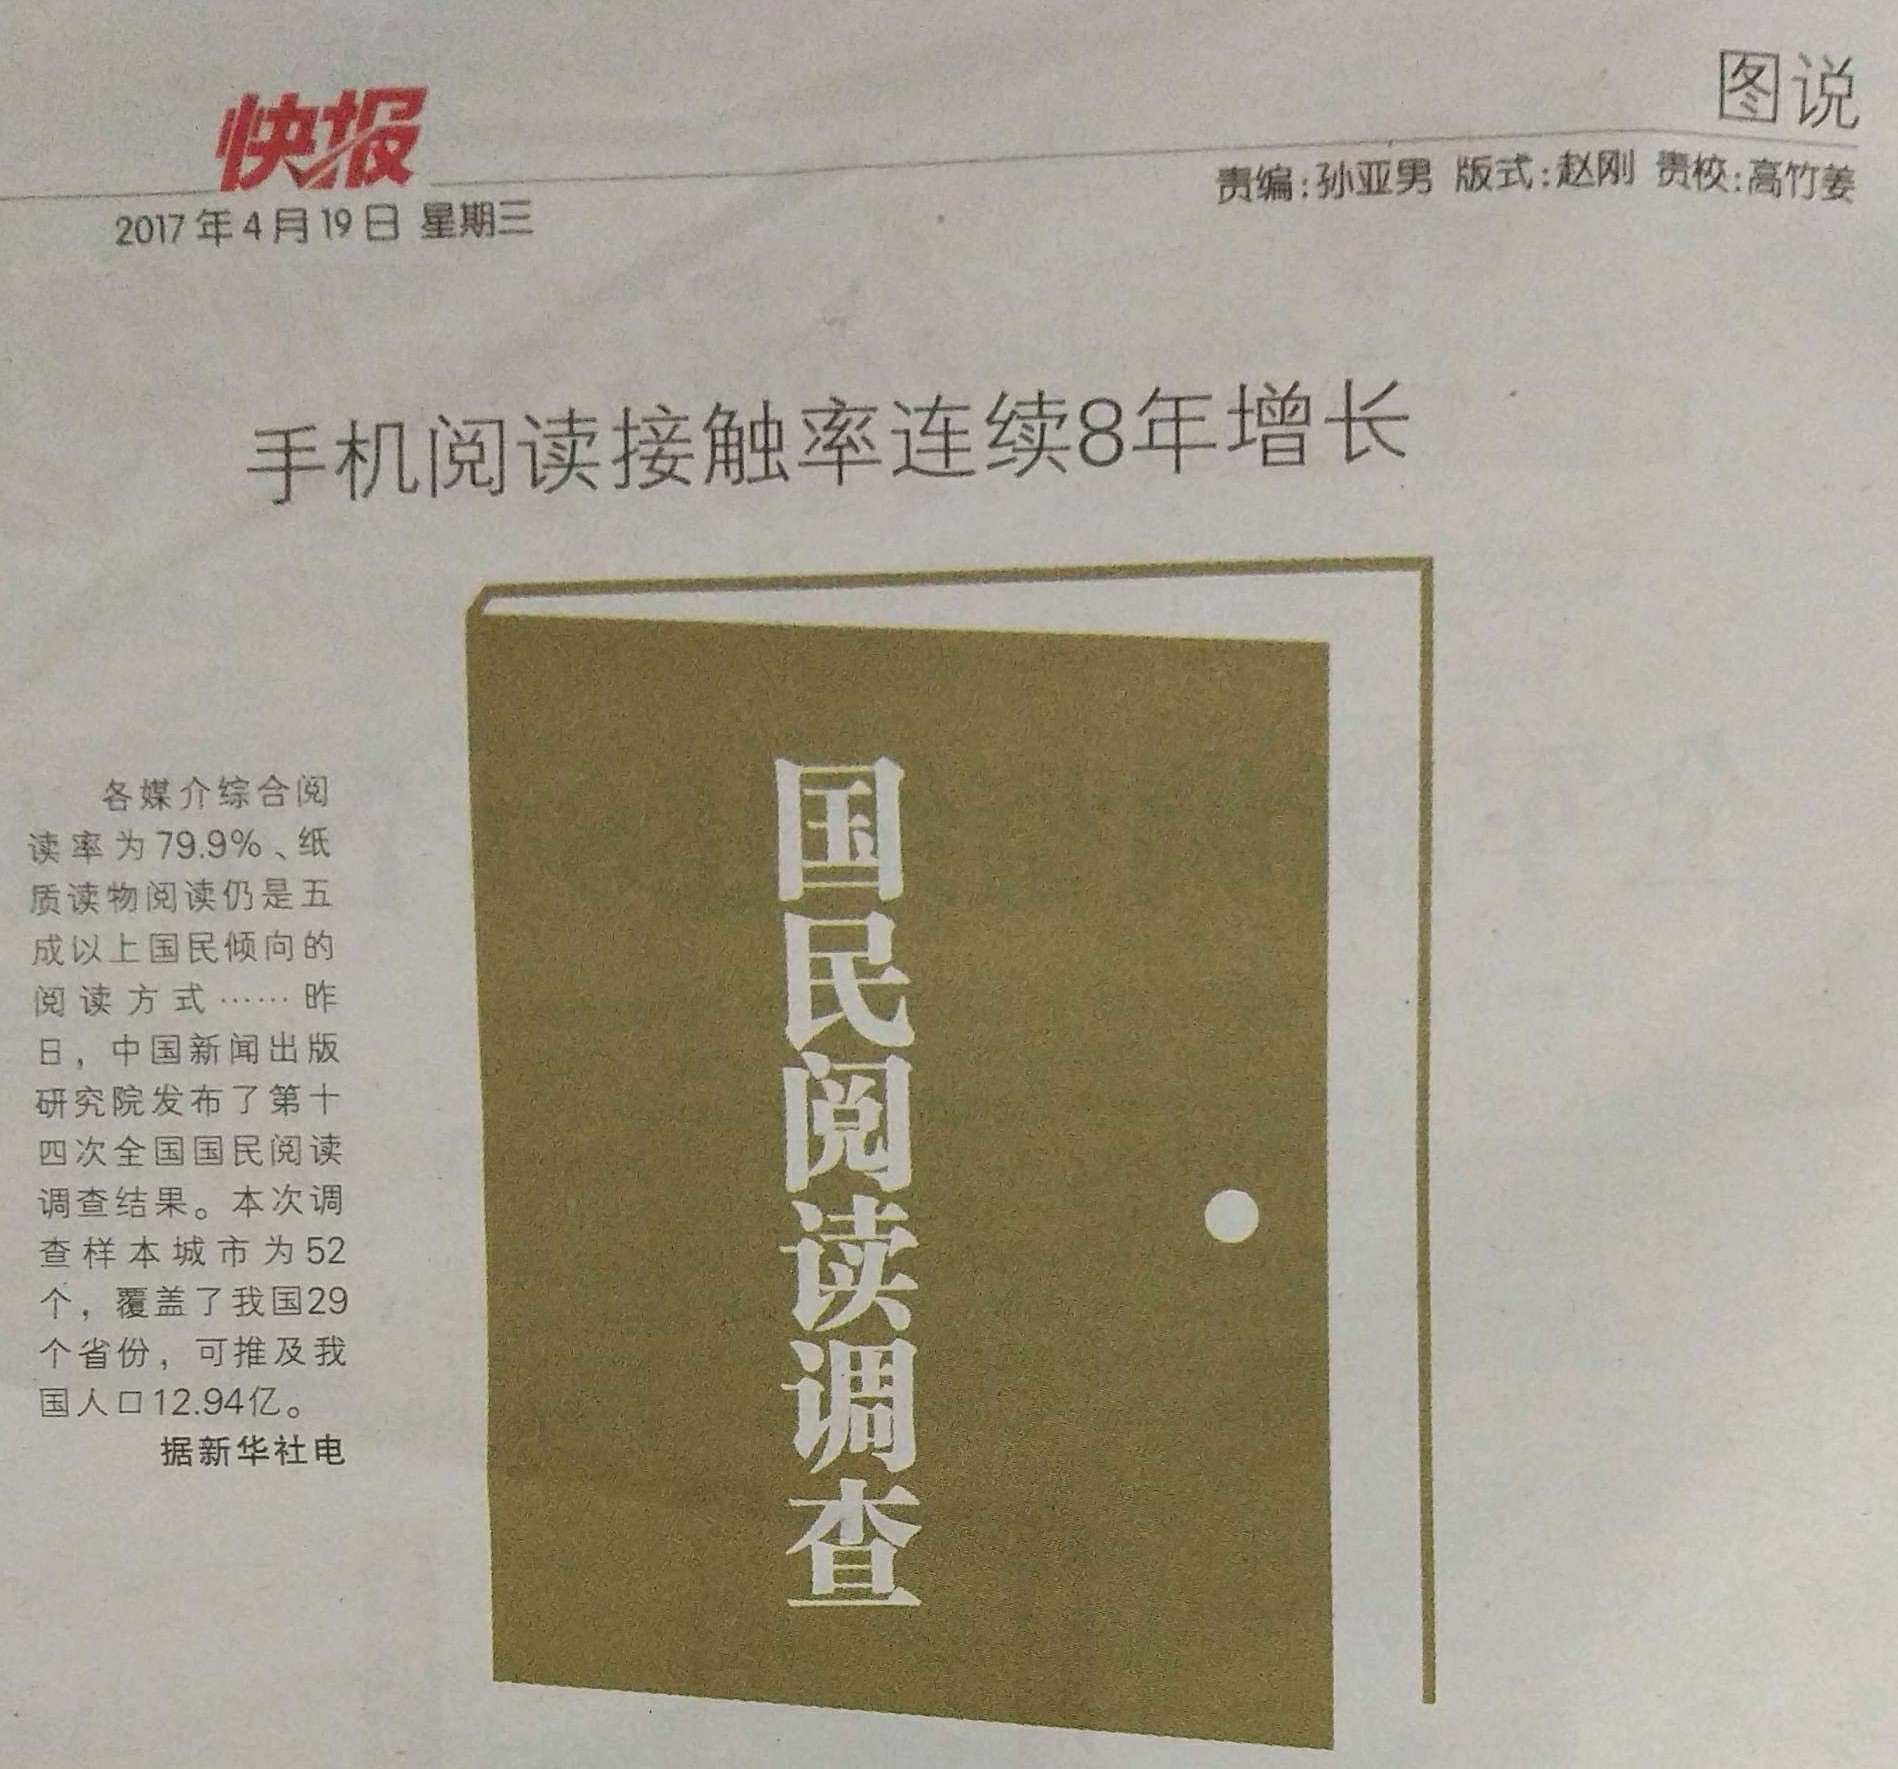 快报
图说
2017年4月19日 星期三
责编:孙亚男 版式:赵刚 责校:高竹姜
手机阅读接触率连续8年增长
各媒介综合阅
读率为79.9%、纸
质读物阅读仍是五
成以上国民倾向的
阅读方式……昨
日，中国新闻出版
研究院发布了第十
四次全国国民阅读
调查结果。本次调
查样本城市为52
个，覆盖了我国29
个省份，可推及我
国人口12.94亿。
据新华社电
国民阅读调查